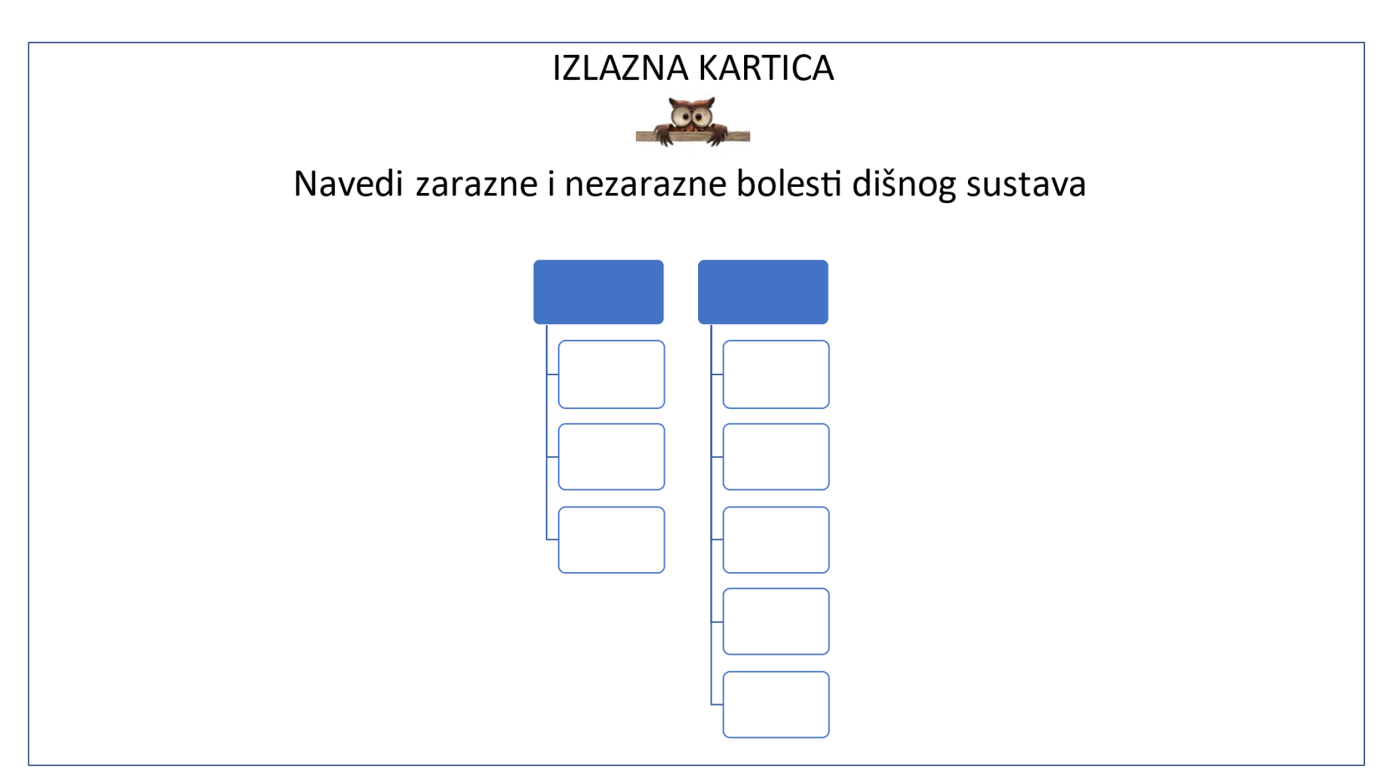 IZLAZNA KARTICA
Navedi zarazne i nezarazne bolesti dišnog sustava